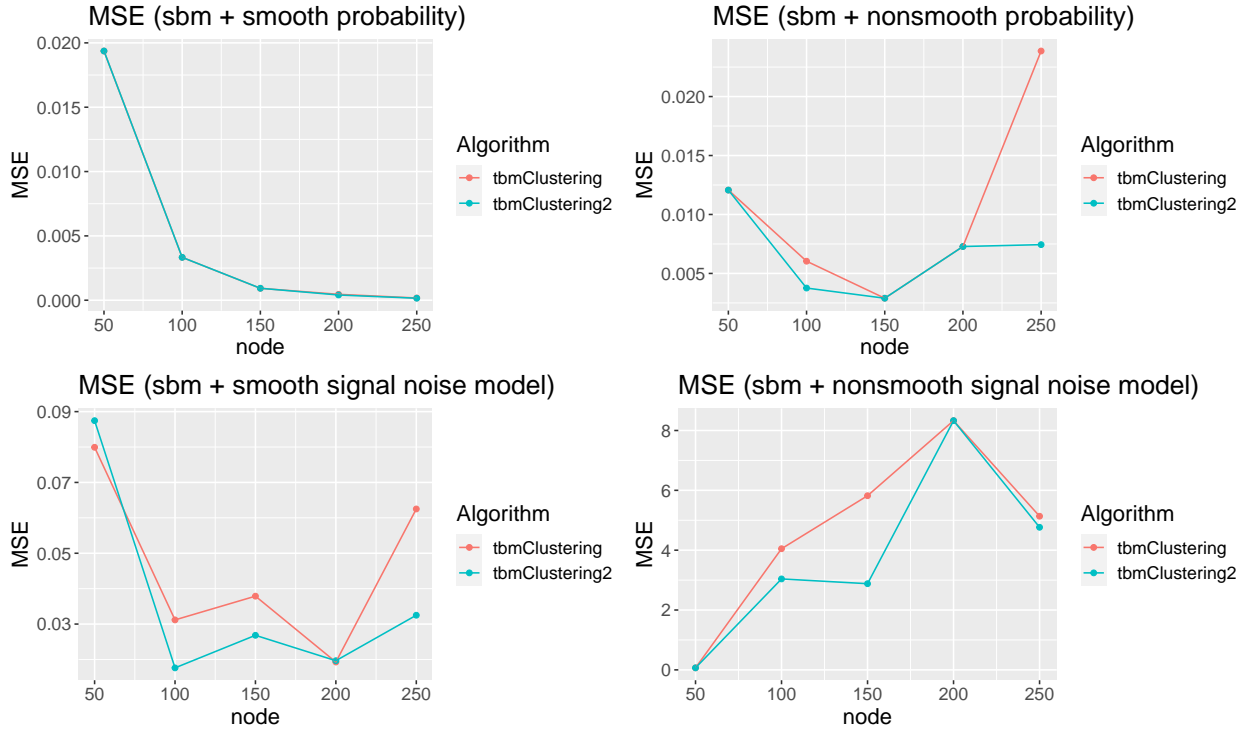 MSE (sbm + smooth probability)
0.020
0.015
0.010
0.005
0.000
MSE
50 100 150 200 250
node
Algorithm
tbmClustering
tbmClustering2
MSE (sbm + nonsmooth probability)
0.020
0.015
0.010
0.005
MSE
50 100 150 200 250
node
Algorithm
tbmClustering
tbmClustering2
MSE (sbm + smooth signal noise model)
0.09
0.07
0.05
0.03
MSE
50 100 150 200 250
node
Algorithm
tbmClustering
tbmClustering2
MSE (sbm + nonsmooth signal noise model)
8
6
4
2
0
MSE
50 100 150 200 250
node
Algorithm
tbmClustering
tbmClustering2